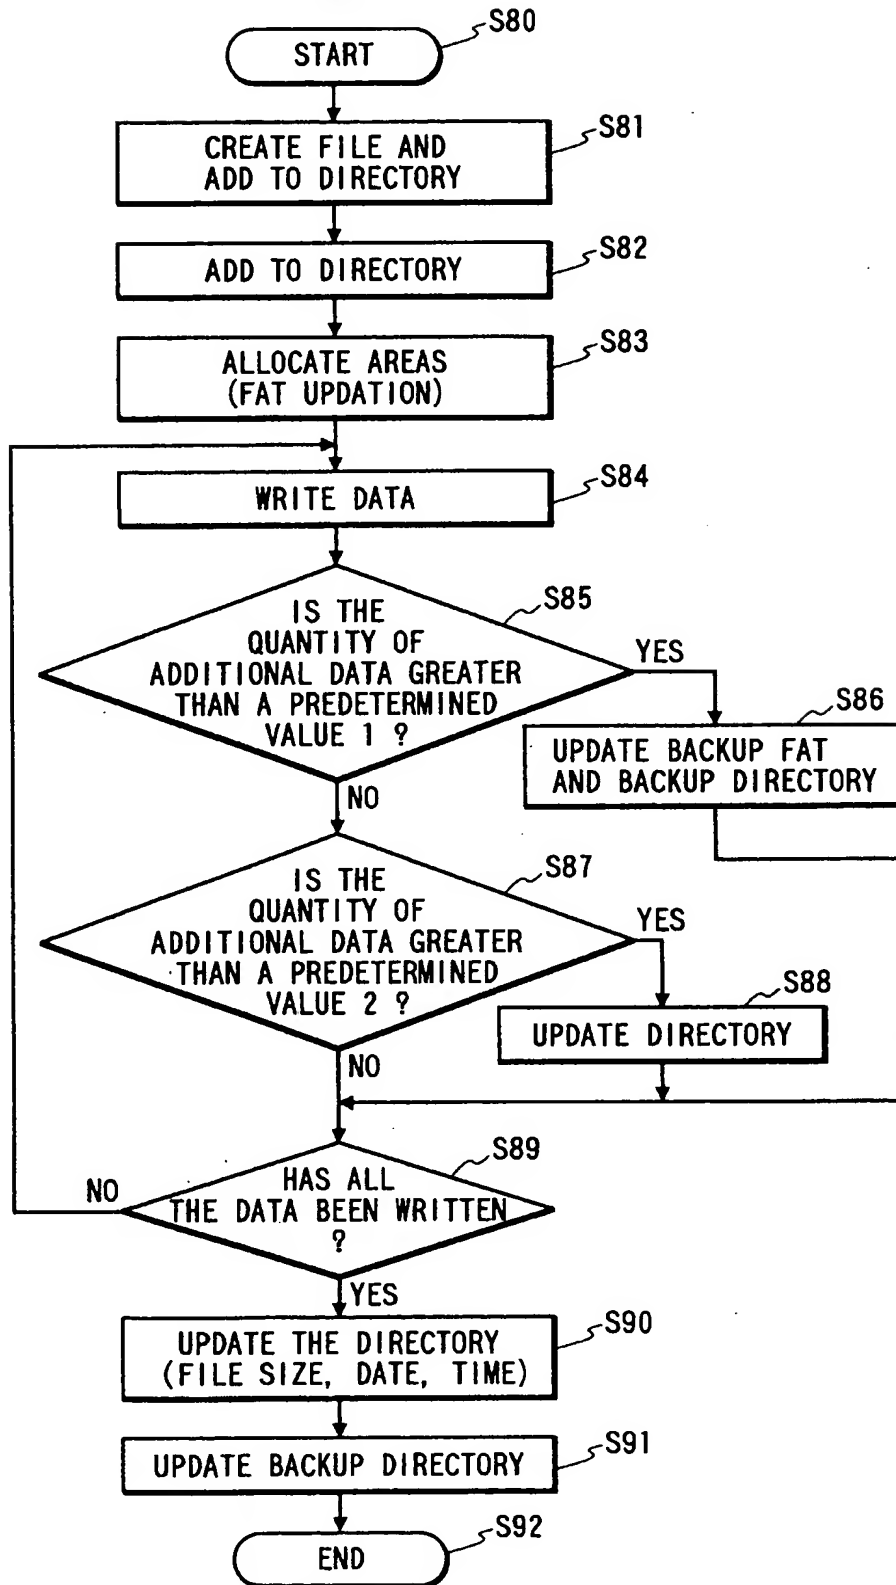 S80
START
S81
CREATE FILE AND
ADD TO DIRECTORY
S82
ADD TO DIRECTORY
S83
ALLOCATE AREAS
(FAT UPDATION)
S84
WRITE DATA
S85
IS THE
QUANTITY OF
ADDITIONAL DATA GREATER
THAN A PREDETERMINED
VALUE 1 ?
YES
S86
UPDATE BACKUP FAT
AND BACKUP DIRECTORY
NO
S87
IS THE
QUANTITY OF
ADDITIONAL DATA GREATER
THAN A PREDETERMINED
VALUE 2 ?
YES
S88
UPDATE DIRECTORY
NO
S89
HAS ALL
THE DATA BEEN WRITTEN
?
NO
YES
S90
UPDATE THE DIRECTORY
(FILE SIZE, DATE, TIME)
S91
UPDATE BACKUP DIRECTORY
S92
END